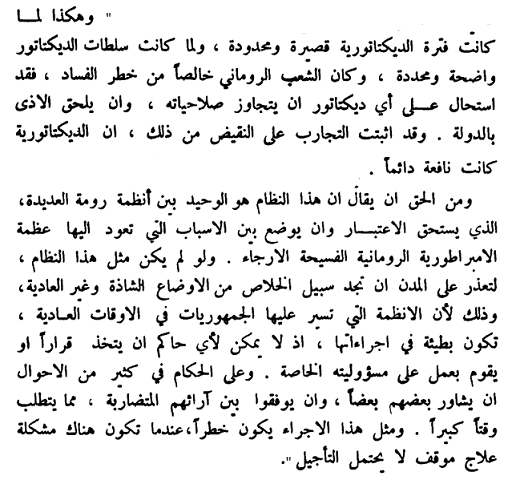 " وهكذا لمـــا
كانت فترة الديكتاتورية قصيرة ومحدودة ، ولما كانت سلطات الديكتاتور
واضحة ومحددة ، وكان الشعب الروماني خالصاً من خطر الفساد ، فقد
استحال عـــلى أي ديكتاتور ان يتجاوز صلاحياته ، وان يلحق الاذى
بالدولة . وقد اثبتت التجارب على النقيض من ذلك ، ان الديكتاتورية
كانت نافعة دائماً .
ومن الحق ان يقال ان هذا النظام هو الوحيد بين أنظمة رومة العديدة،
الذي يستحق الاعتبـــار وان يوضع بين الاسباب التي تعود اليها عظمة
الامبراطورية الرومانية الفسيحة الارجاء . ولو لم يكن مثل هذا النظام ،
لتعذر على المدن ان تجد سبيل الخلاص من الاوضاع الشاذة وغير العادية،
وذلك لأن الانظمة التي تسير عليها الجمهوريات في الاوقات العـادية ،
تكون بطيئة في اجراءاتها ، اذ لا يمكن لأي حاكم ان يتخذ قراراً او
يقوم بعمل على مسؤوليته الخاصة . وعلى الحكام في كثير من الاحوال
ان يشاور بعضهم بعضاً ، وان يوفقوا بين آرائهم المتضاربة ، مما يتطلب
وقتاً كبيراً . ومثل هذا الاجراء يكون خطراً،عندما تكون هناك مشكلة
علاج موقف لا يحتمل التأجيل ".